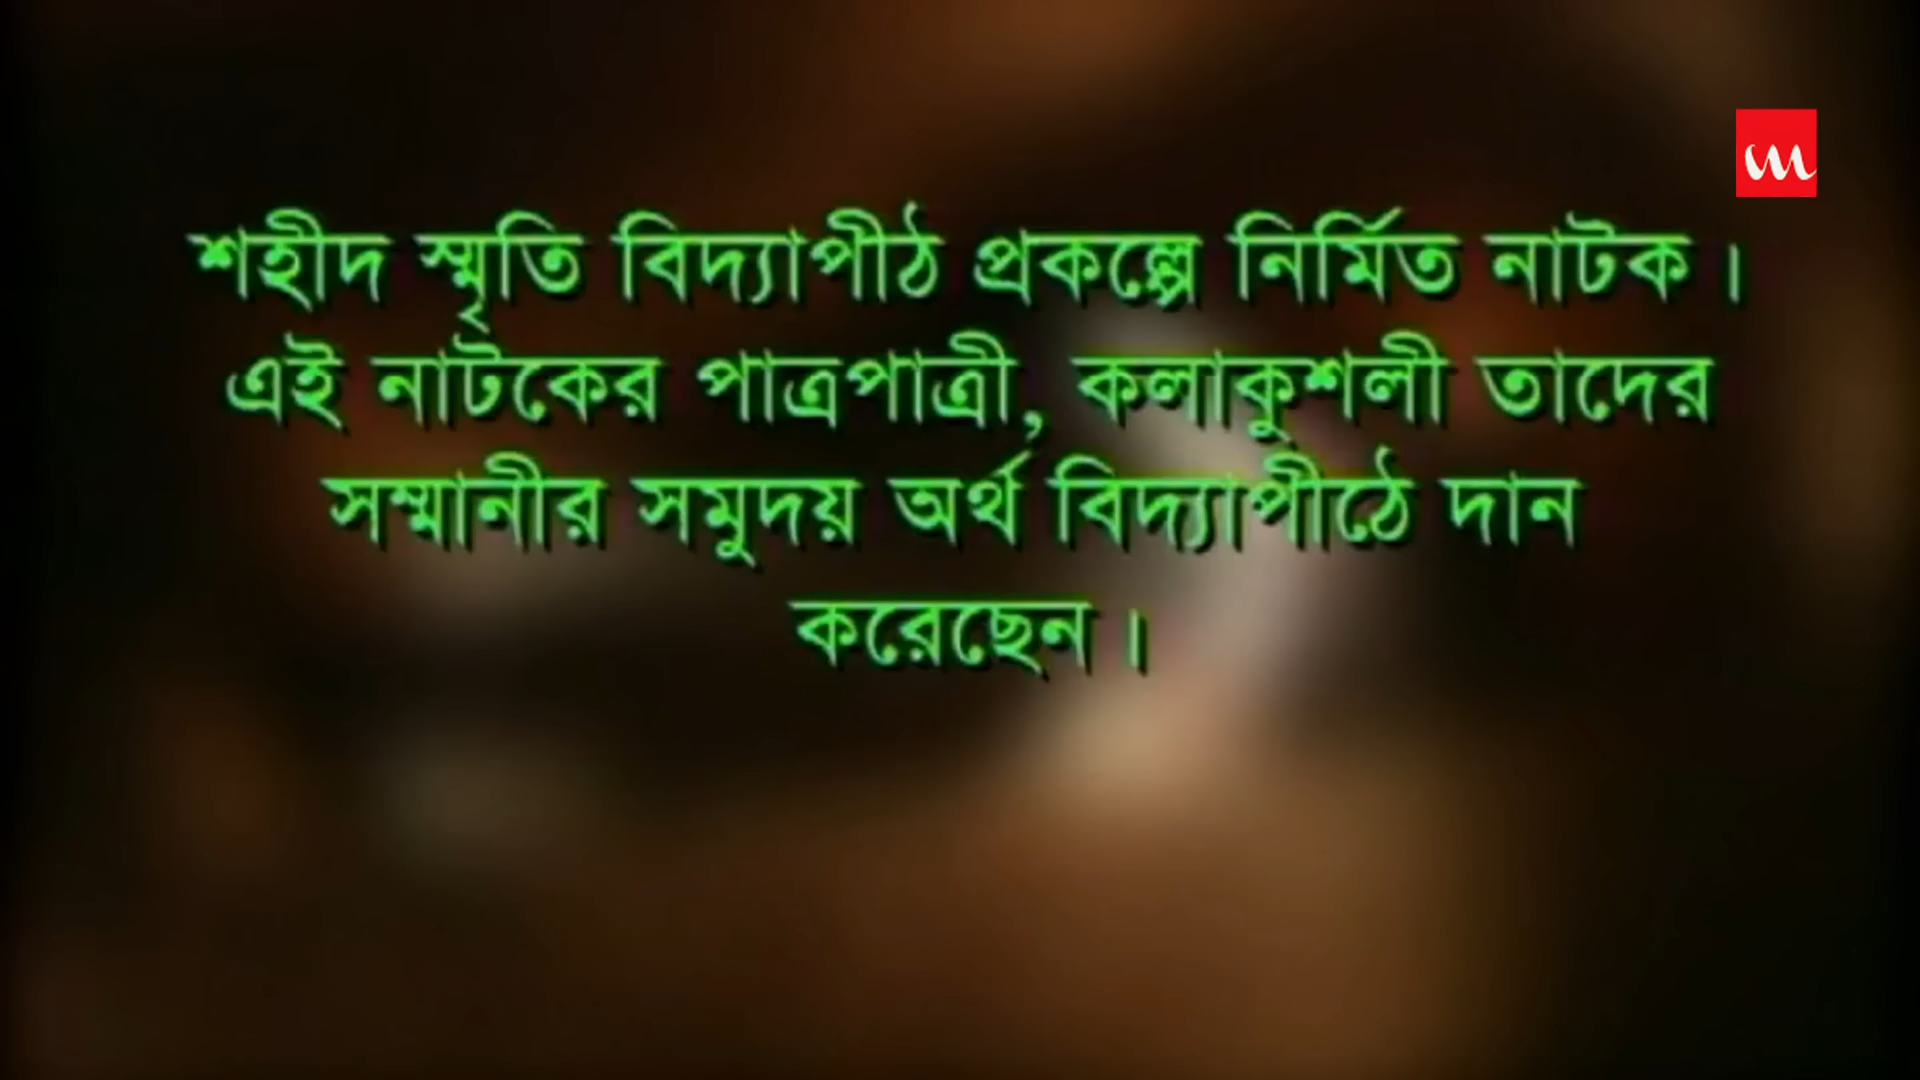 শহীদ স্মৃতি বিদ্যাপীঠ প্রকল্পে নির্মিত নাটক।
এই নাটকের পাত্রপাত্রী, কলাকুশলী তাদের
সম্মানীর সমুদয় অর্থ বিদ্যাপীঠে দান
করেছেন।